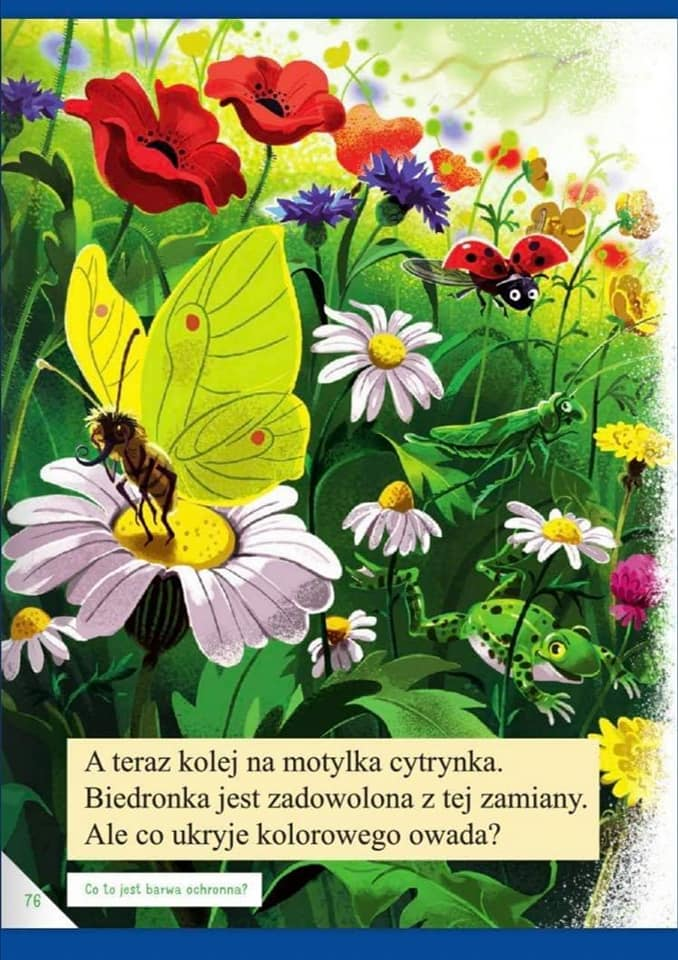 A teraz kolej na motylka cytrynka.
Biedronka jest zadowolona z tej zamiany.
Ale co ukryje kolorowego owada?
Co to jest barwa ochronna?
76